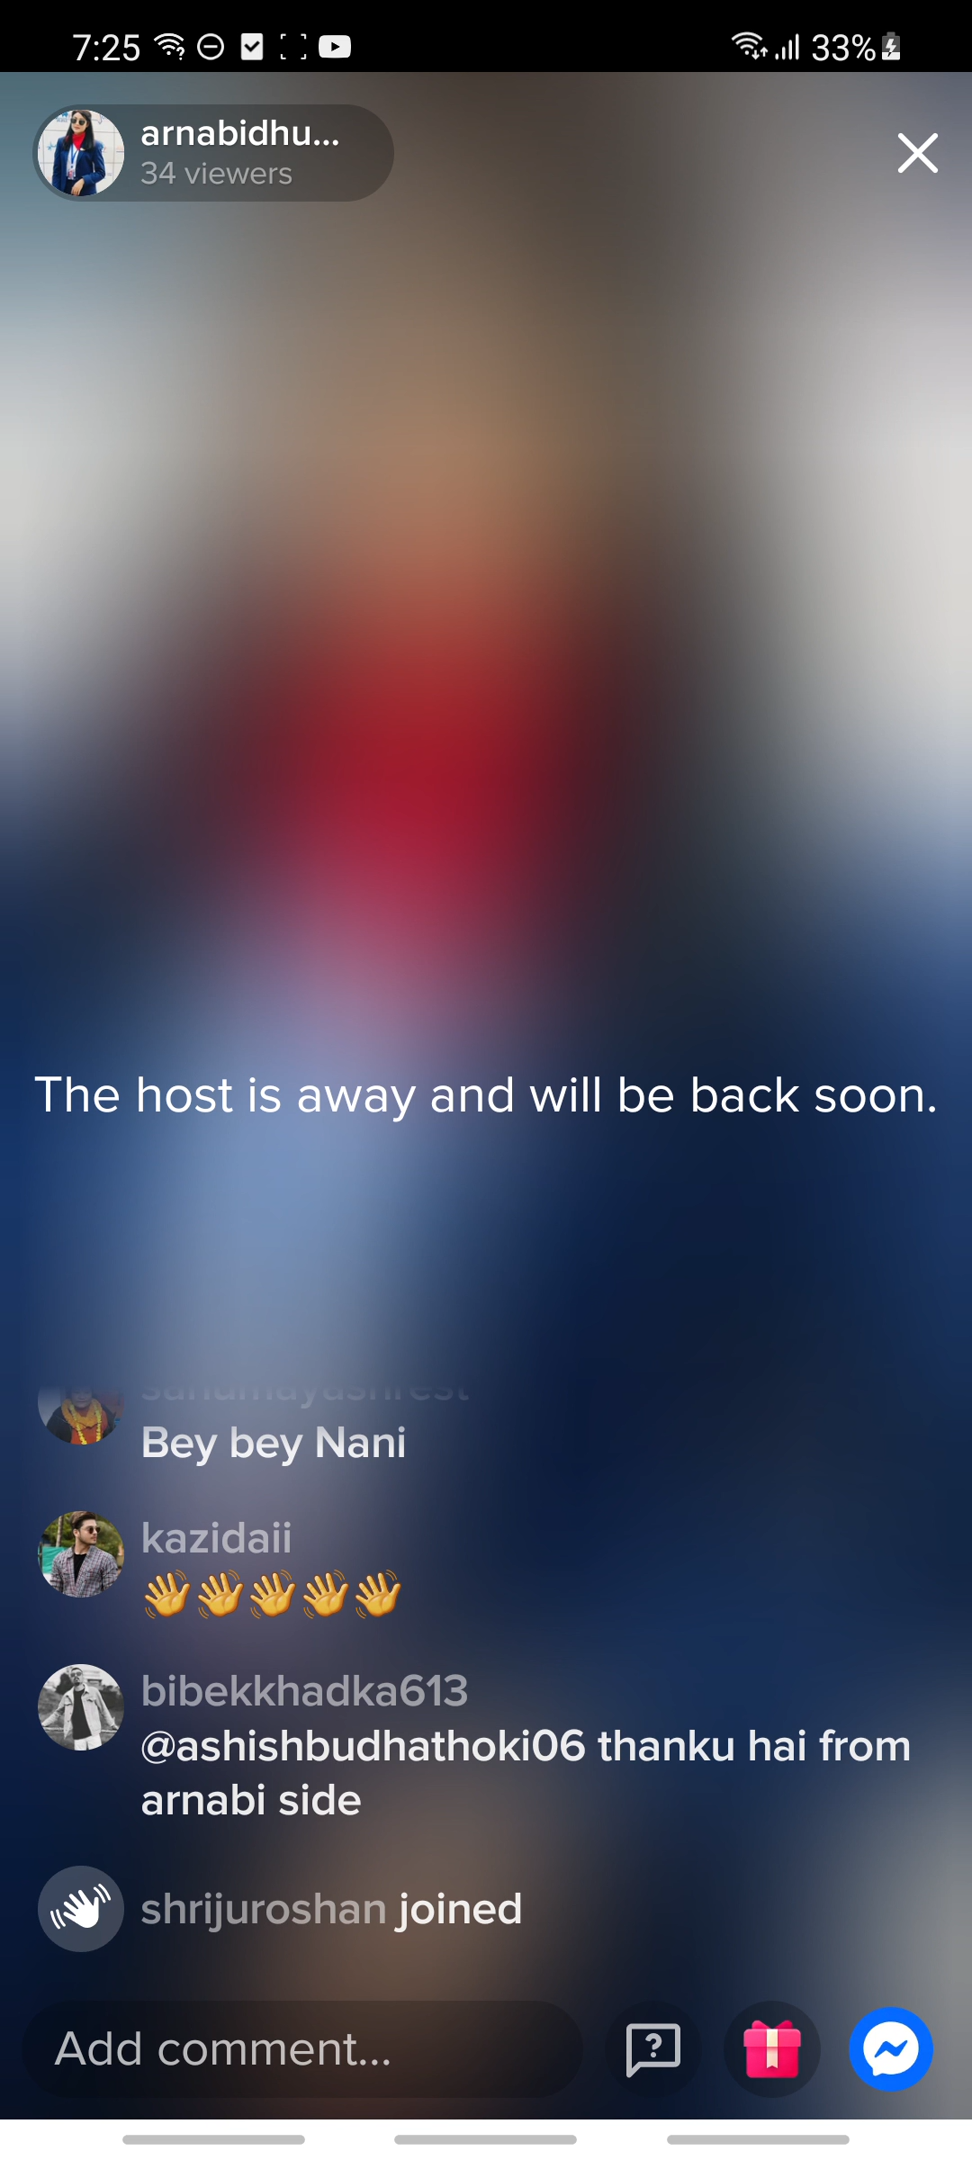 7:25
33%
arnabidhu...
34 viewers
The host is away and will be back soon.
Bey bey Nani
kazidaii
👋👋👋👋👋
bibekkhadka613
@ashishbudhathoki06 thanku hai from
arnabi side
shrijuroshan joined
Add comment...